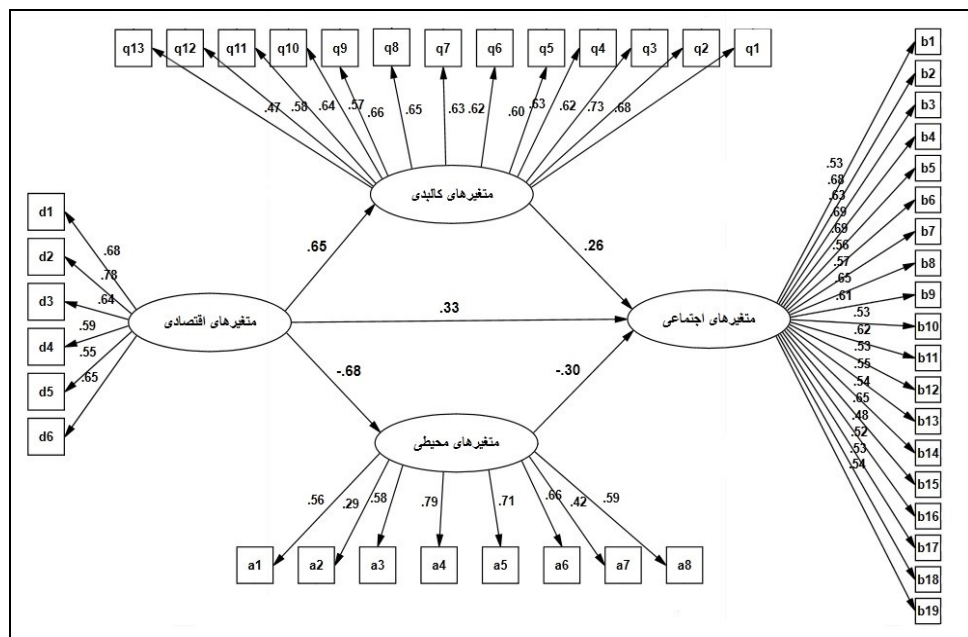 q13 q12 q11 q10 q9 q8 q7 q6 q5 q4 q3 q2 q1
.47 .58 .64 .57 .66 .65 .63 .62 .60 .63 .62 .73 .68
متغیرهای کالبدی
d1
d2
d3
d4
d5
d6
.68
.78
.64
.59
.55
.65
متغیرهای اقتصادی
.65
.33
-.68
.26
-.30
متغیرهای اجتماعی
متغیرهای محیطی
.56 .29 .58 .79 .71 .66 .42 .59
a1 a2 a3 a4 a5 a6 a7 a8
.53
.68
.63
.69
.69
.56
.57
.65
.61
.53
.62
.53
.55
.54
.65
.48
.52
.53
.54
b1
b2
b3
b4
b5
b6
b7
b8
b9
b10
b11
b12
b13
b14
b15
b16
b17
b18
b19